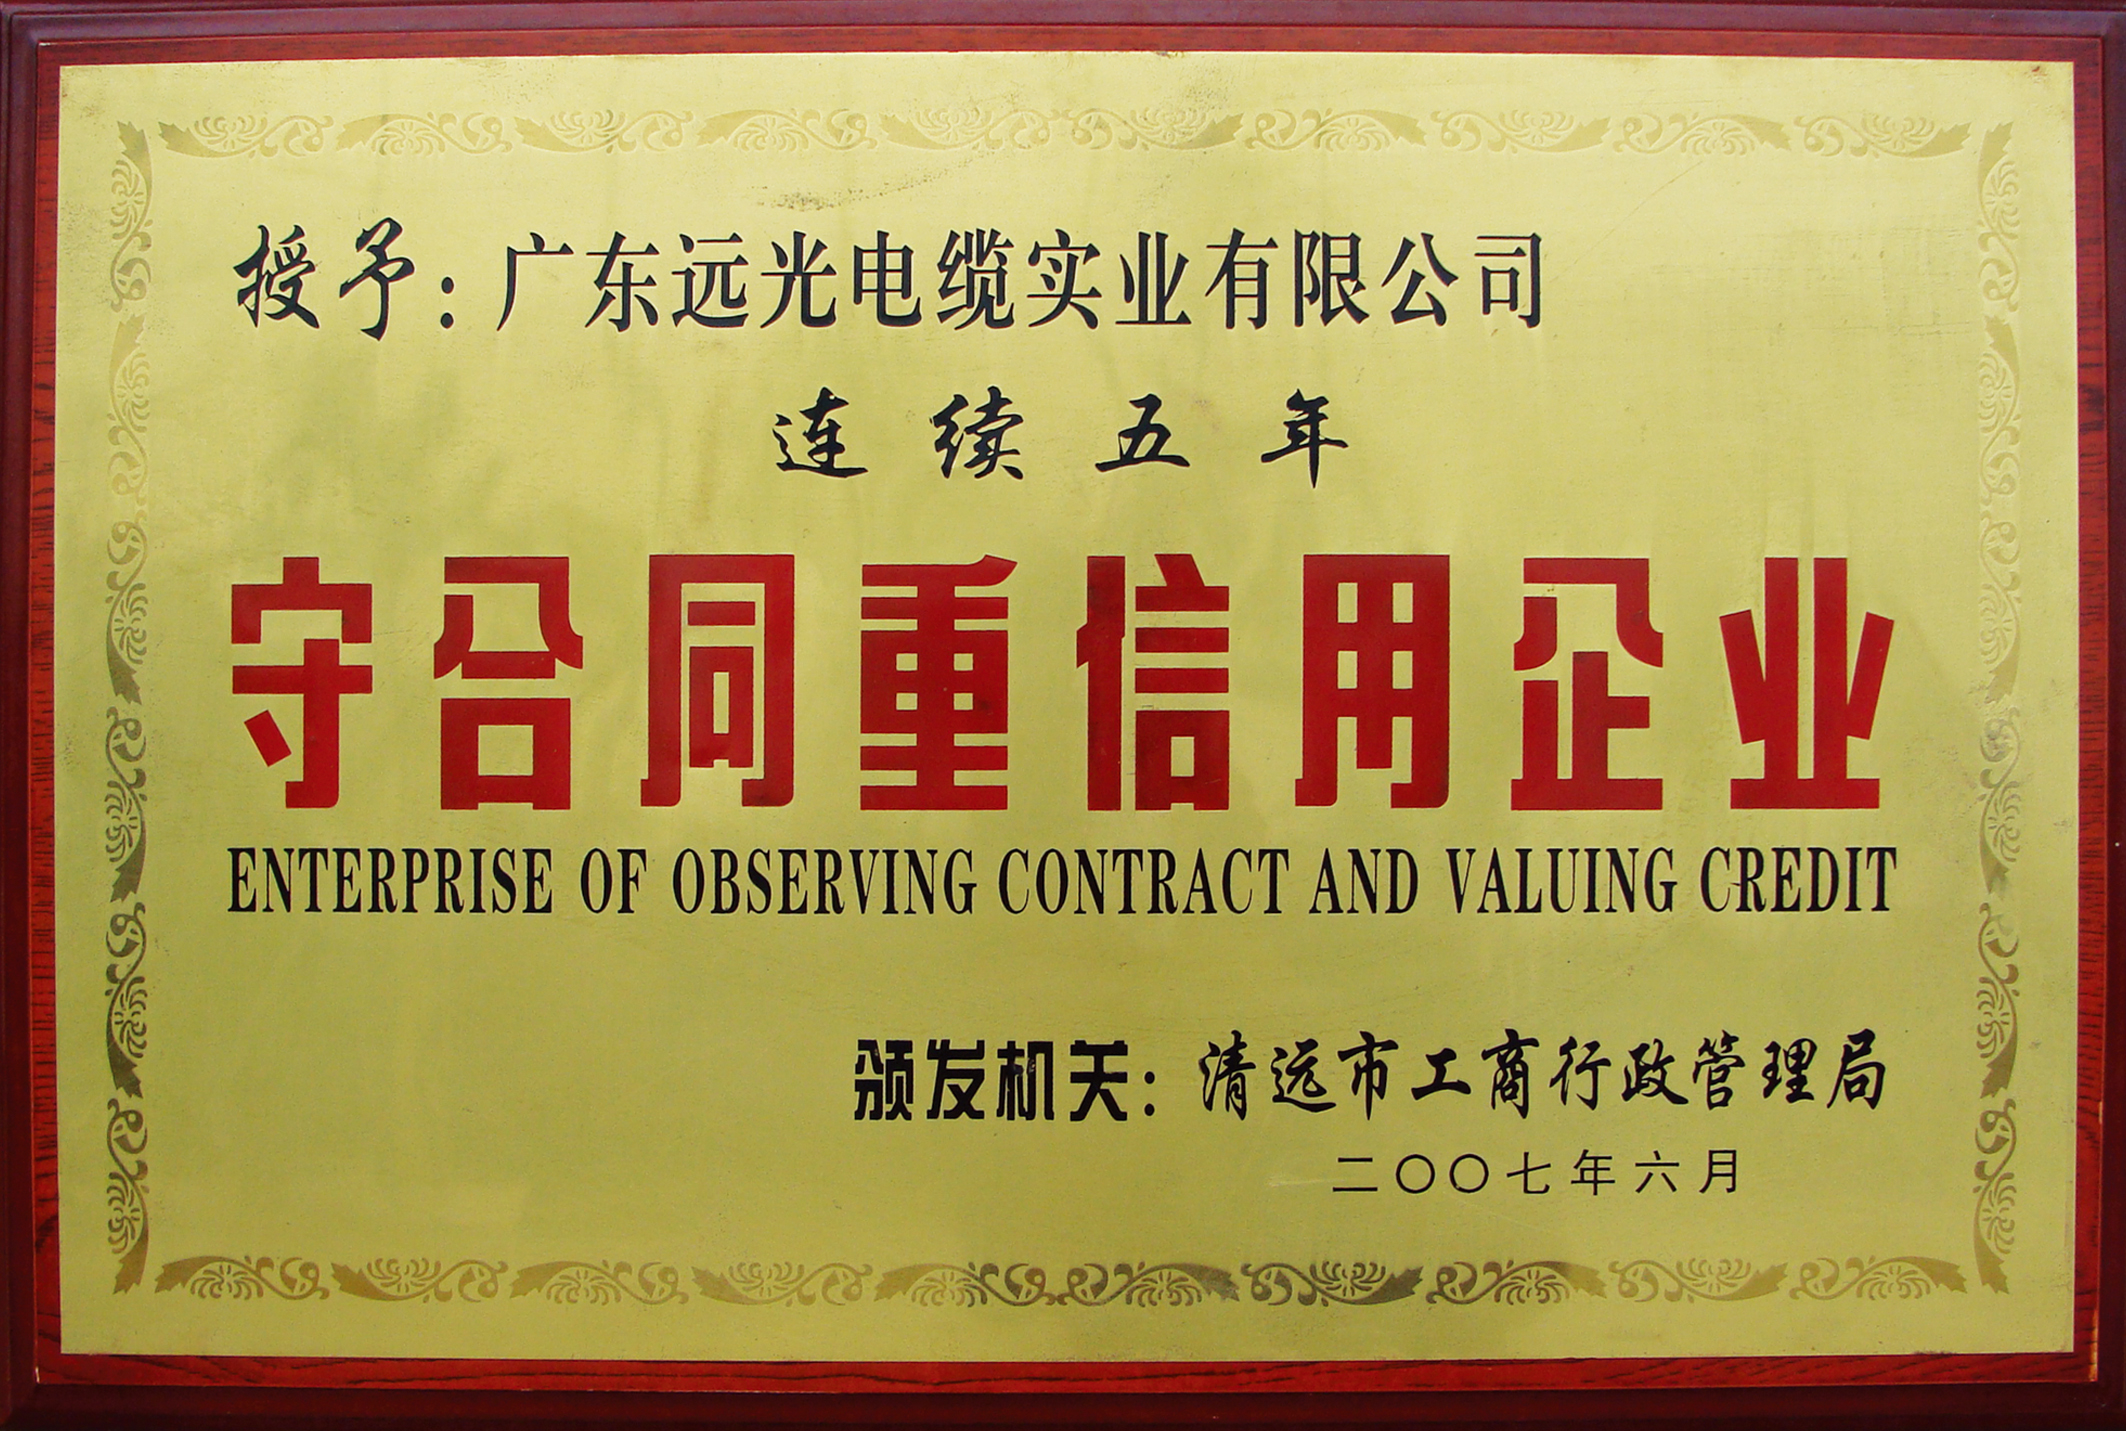 授予：广东远光电缆实业有限公司
连续五年
守合同重信用企业
ENTERPRISE OF OBSERVING CONTRACT AND VALUING CREDIT
颁发机关：清远市工商行政管理局
二〇〇七年六月